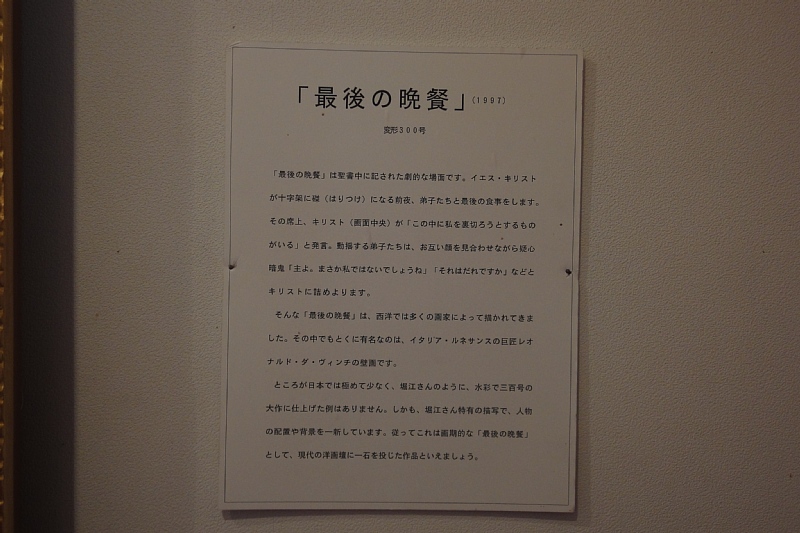 「最後の晩餐」(1997)
変形300号
「最後の晩餐」は聖書中に記された劇的な場面です。イエス・キリスト
が十字架に磔（はりつけ）になる前夜、弟子たちと最後の食事をします。
その席上、キリスト（画面中央）が「この中に私を裏切ろうとするもの
がいる」と発言。動揺する弟子たちは、お互い顔を見合わせながら疑心
暗鬼「主よ。まさか私ではないでしょうね」「それはだれですか」などと
キリストに詰めよります。
そんな「最後の晩餐」は、西洋では多くの画家によって描かれてきま
した。その中でもとくに有名なのは、イタリア・ルネサンスの巨匠レオ
ナルド・ダ・ヴィンチの壁画です。
ところが日本では極めて少なく、堀江さんのように、水彩で三百号の
大作に仕上げた例はありません。しかも、堀江さん特有の描写で、人物
の配置や背景を一新しています。従ってこれは画期的な「最後の晩餐」
として、現代の洋画壇に一石を投じた作品といえましょう。